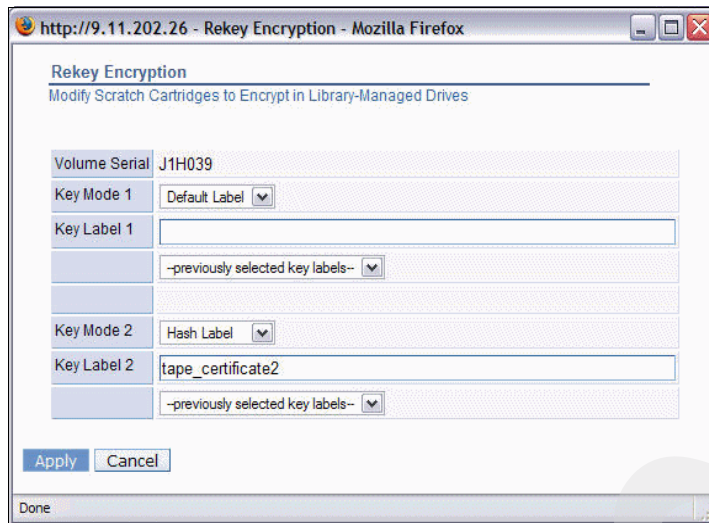 http://9.11.202.26 - Rekey Encryption - Mozilla Firefox
Rekey Encryption
Modify Scratch Cartridges to Encrypt in Library-Managed Drives
Volume Serial J1H039
Key Mode 1 Default Label
Key Label 1
--previously selected key labels--
Key Mode 2 Hash Label
Key Label 2 tape_certificate2
--previously selected key labels--
Apply Cancel
Done